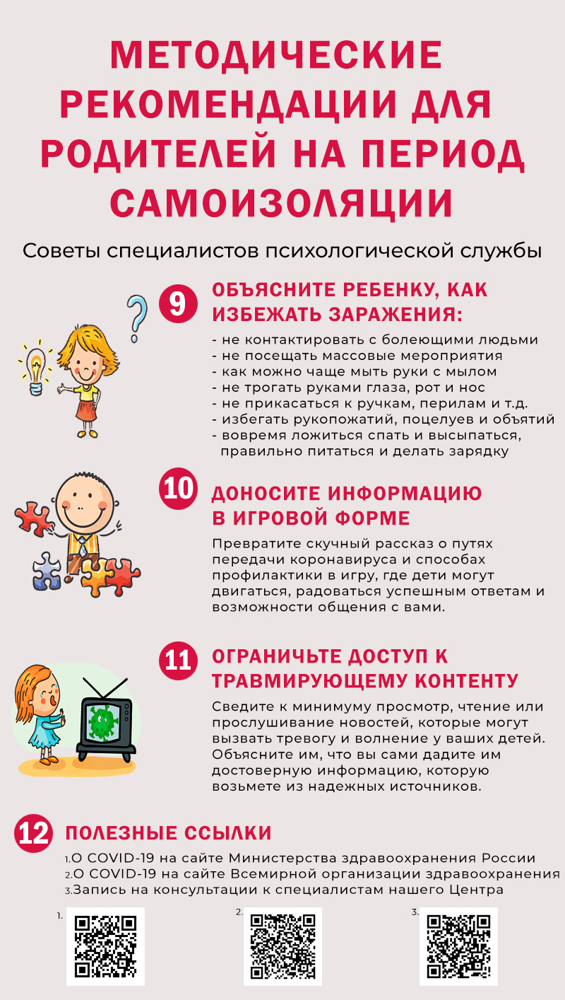 МЕТОДИЧЕСКИЕ
РЕКОМЕНДАЦИИ ДЛЯ
РОДИТЕЛЕЙ НА ПЕРИОД
САМОИЗОЛЯЦИИ
Советы специалистов психологической службы
9
ОБЪЯСНИТЕ РЕБЕНКУ, КАК
ИЗБЕЖАТЬ ЗАРАЖЕНИЯ:
- не контактировать с болеющими людьми
- не посещать массовые мероприятия
- как можно чаще мыть руки с мылом
- не трогать руками глаза, рот и нос
- не прикасаться к ручкам, перилам и т.д.
- избегать рукопожатий, поцелуев и объятий
- вовремя ложиться спать и высыпаться,
правильно питаться и делать зарядку
?
10
ДОНОСИТЕ ИНФОРМАЦИЮ
В ИГРОВОЙ ФОРМЕ
Превратите скучный рассказ о путях
передачи коронавируса и способах
профилактики в игру, где дети могут
двигаться, радоваться успешным ответам и
возможности общения с вами.
11
ОГРАНИЧЬТЕ ДОСТУП К
ТРАВМИРУЮЩЕМУ КОНТЕНТУ
Сведите к минимуму просмотр, чтение или
прослушивание новостей, которые могут
вызвать тревогу и волнение у ваших детей.
Объясните им, что вы сами дадите им
достоверную информацию, которую
возьмете из надежных источников.
12
ПОЛЕЗНЫЕ ССЫЛКИ
1.О COVID-19 на сайте Министерства здравоохранения России
2.О COVID-19 на сайте Всемирной организации здравоохранения
3.Запись на консультации к специалистам нашего Центра
1.
2.
3.